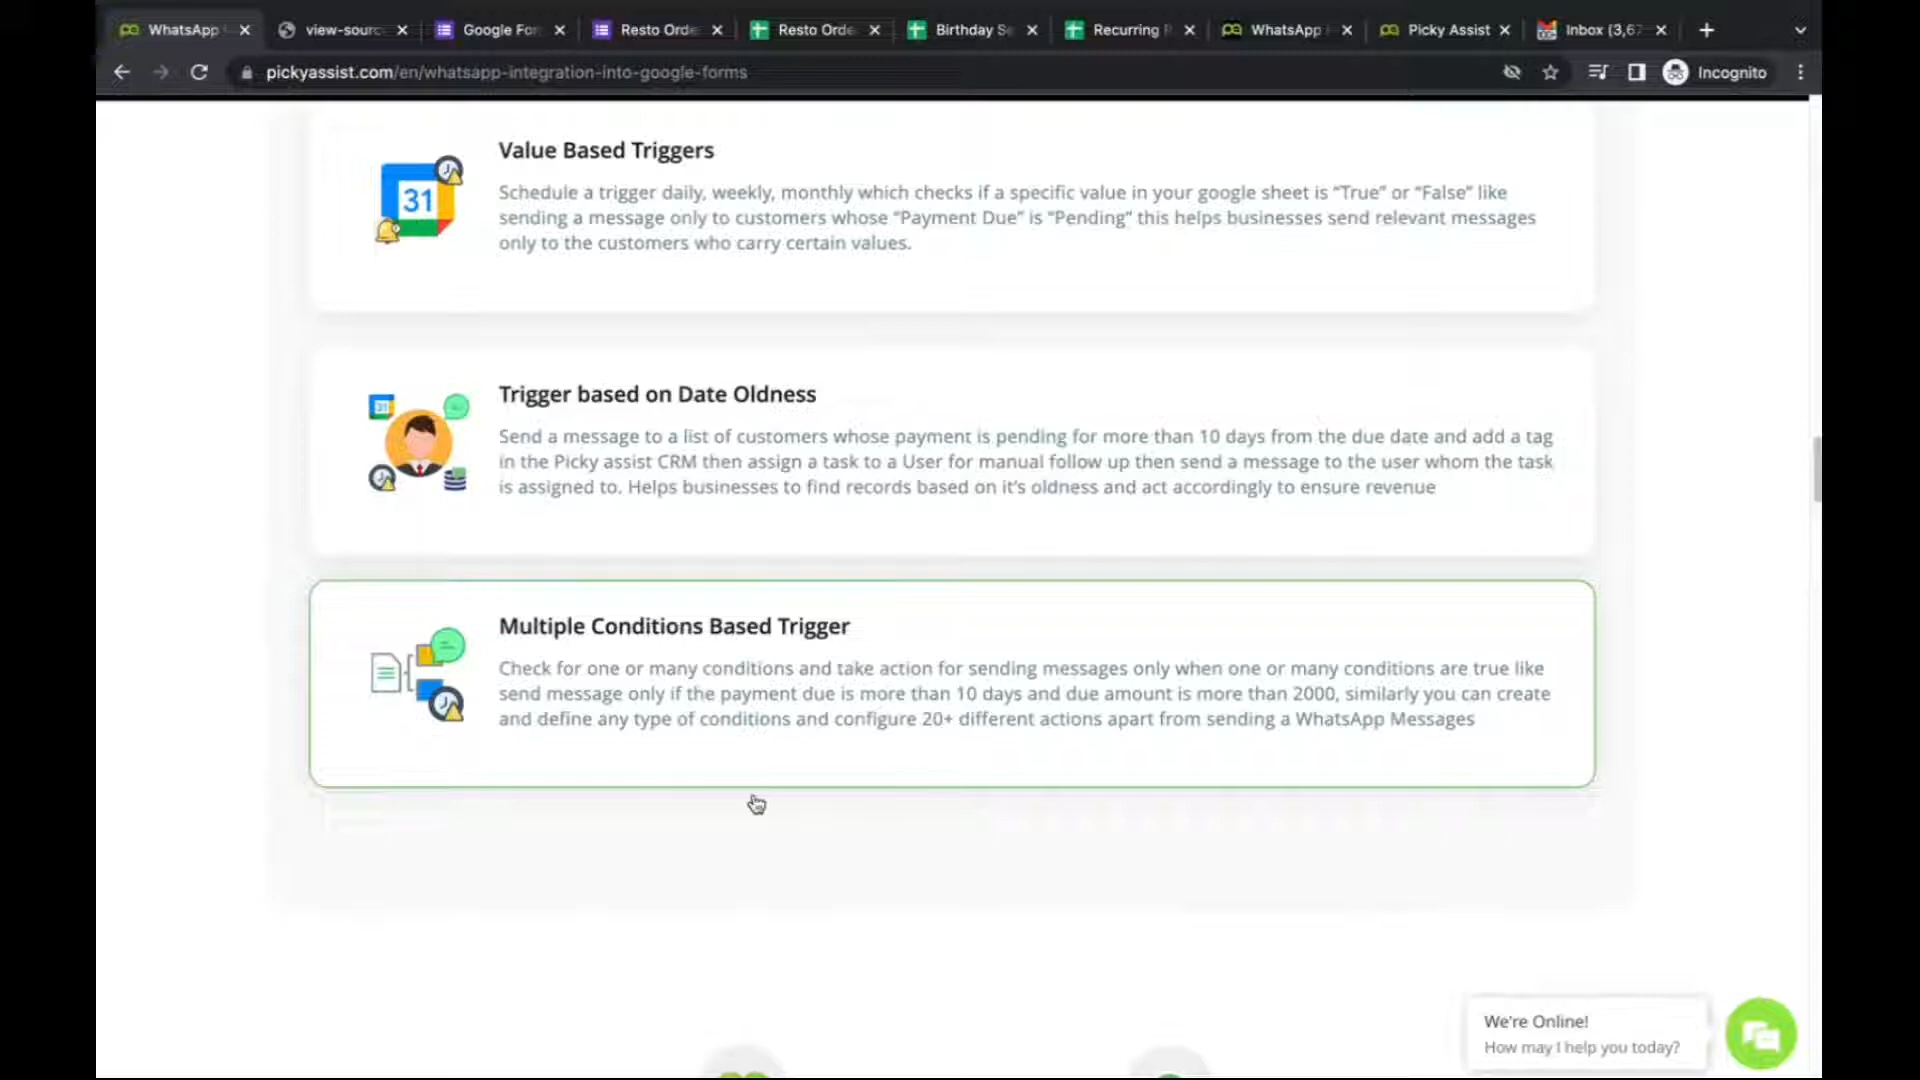 WhatsApp
view-sourc
Google For
Resto Orde
Resto Orde
Birthday Se
Recurring P
WhatsApp
Picky Assist
Inbox (3,67
pickyassist.com/en/whatsapp-integration-into-google-forms
Incognito
31
Value Based Triggers
Schedule a trigger daily, weekly, monthly which checks if a specific value in your google sheet is “True” or “False” like
sending a message only to customers whose “Payment Due” is “Pending” this helps businesses send relevant messages
only to the customers who carry certain values.
31
Trigger based on Date Oldness
Send a message to a list of customers whose payment is pending for more than 10 days from the due date and add a tag
in the Picky assist CRM then assign a task to a User for manual follow up then send a message to the user whom the task
is assigned to. Helps businesses to find records based on it's oldness and act accordingly to ensure revenue
Multiple Conditions Based Trigger
Check for one or many conditions and take action for sending messages only when one or many conditions are true like
send message only if the payment due is more than 10 days and due amount is more than 2000, similarly you can create
and define any type of conditions and configure 20+ different actions apart from sending a WhatsApp Messages
We're Online!
How may I help you today?